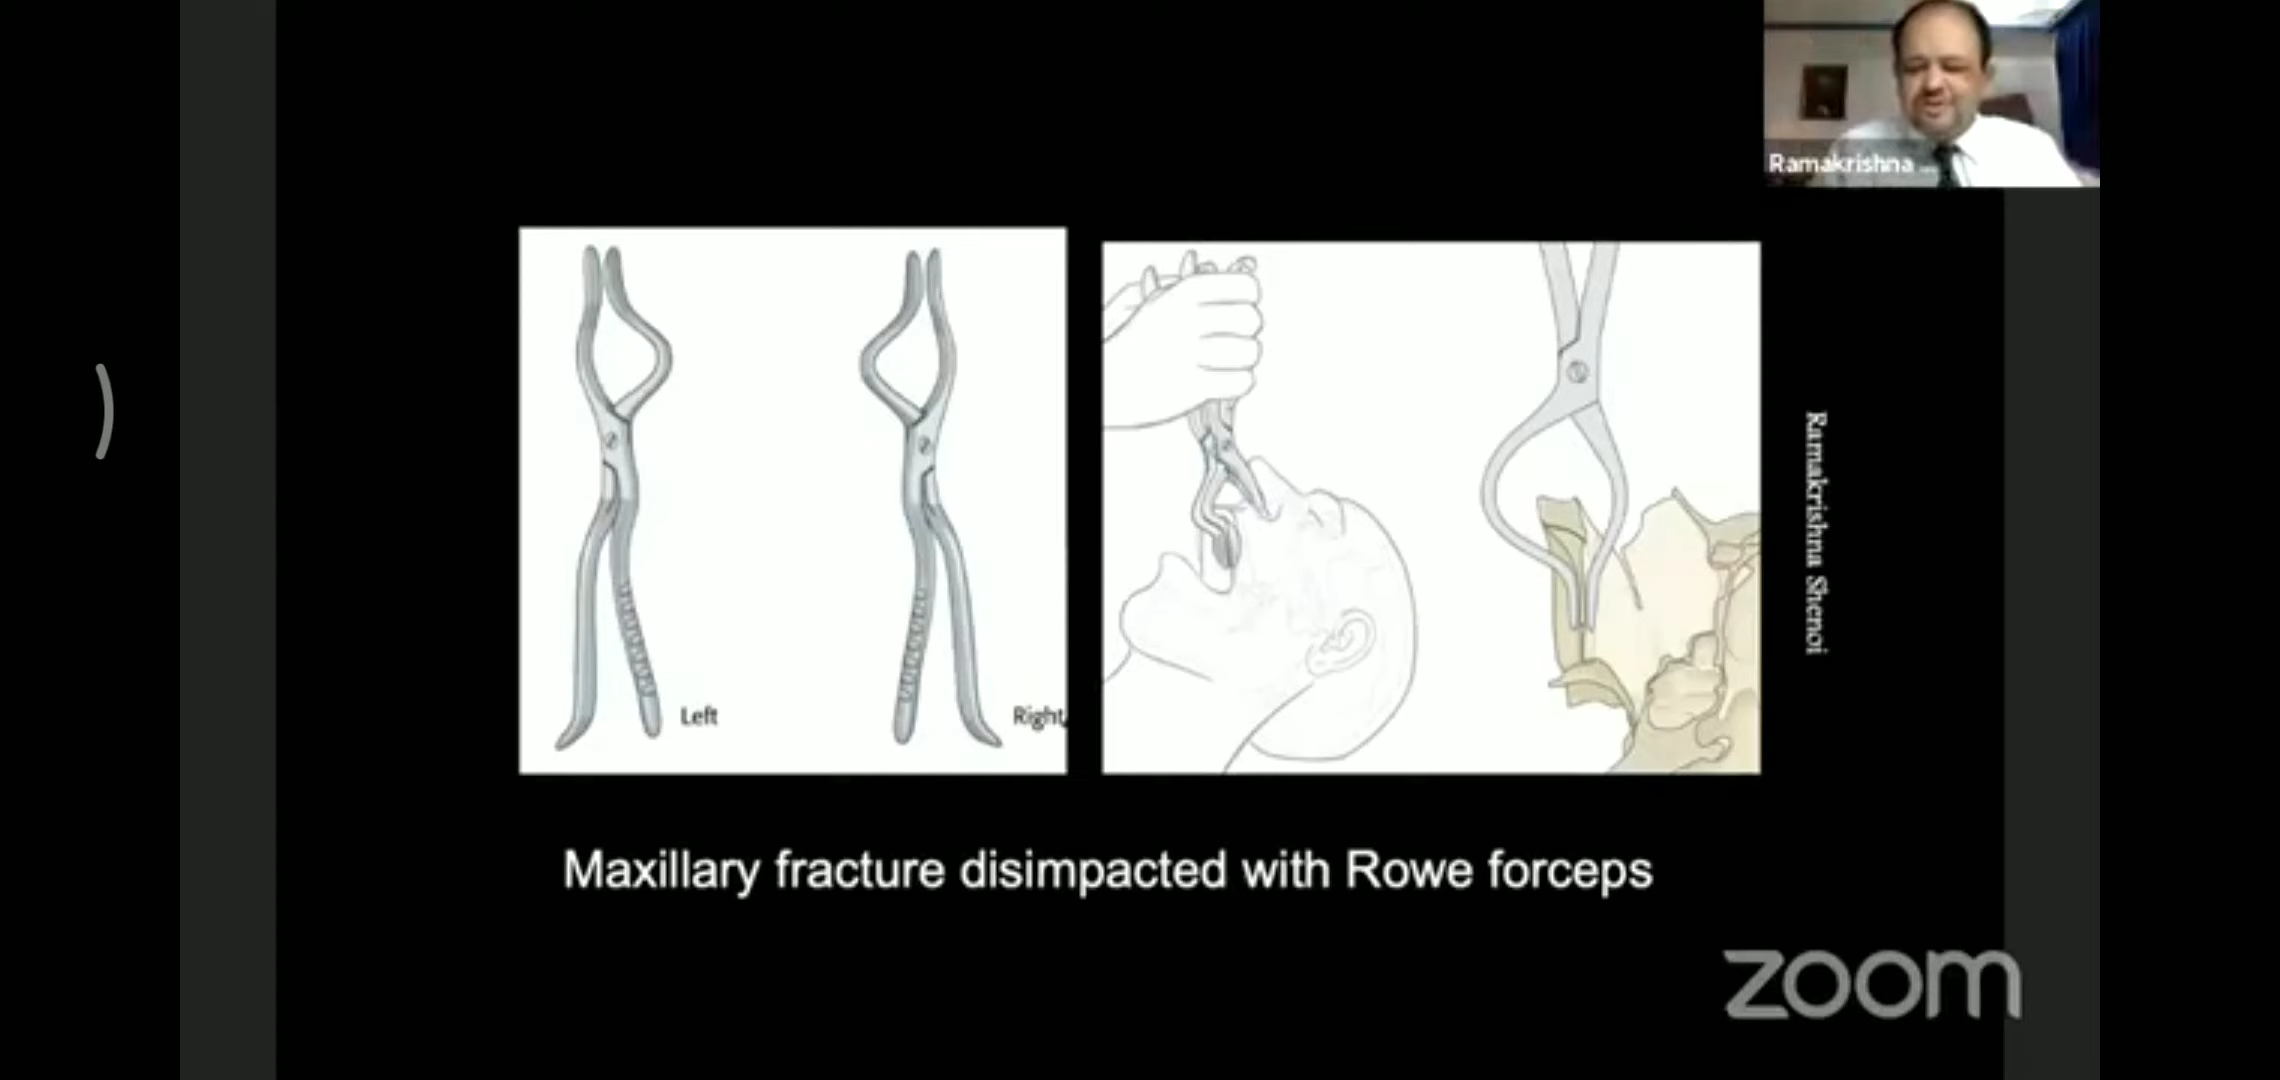 Ramakrishna ...
Left
Right
Ramakrishna Shenoi
Maxillary fracture disimpacted with Rowe forceps
zoom